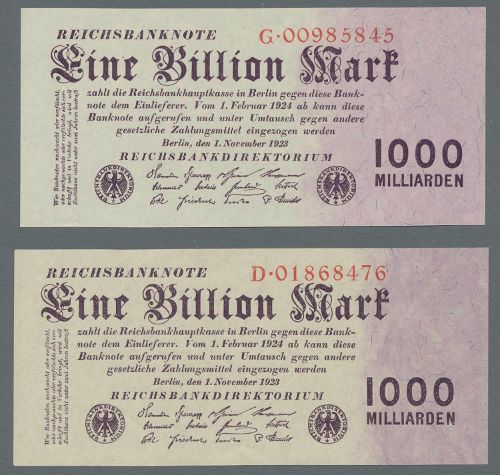 REICHSBANKNOTE
G·00985845
Eine Billion Mark
zahlt die Reichsbankhauptkasse in Berlin gegen diese Bank-
note dem Einlieferer. Vom 1. Februar 1924 ab kann diese
Banknote aufgerufen und unter Umtausch gegen andere
gesetzliche Zahlungsmittel eingezogen werden
Berlin, den 1. November 1923
REICHSBANKDIREKTORIUM
1000
MILLIARDEN
REICHSBANKNOTE
D·01868476
Eine Billion Mark
zahlt die Reichsbankhauptkasse in Berlin gegen diese Bank-
note dem Einlieferer. Vom 1. Februar 1924 ab kann diese
Banknote aufgerufen und unter Umtausch gegen andere
gesetzliche Zahlungsmittel eingezogen werden
Berlin, den 1. November 1923
REICHSBANKDIREKTORIUM
1000
MILLIARDEN